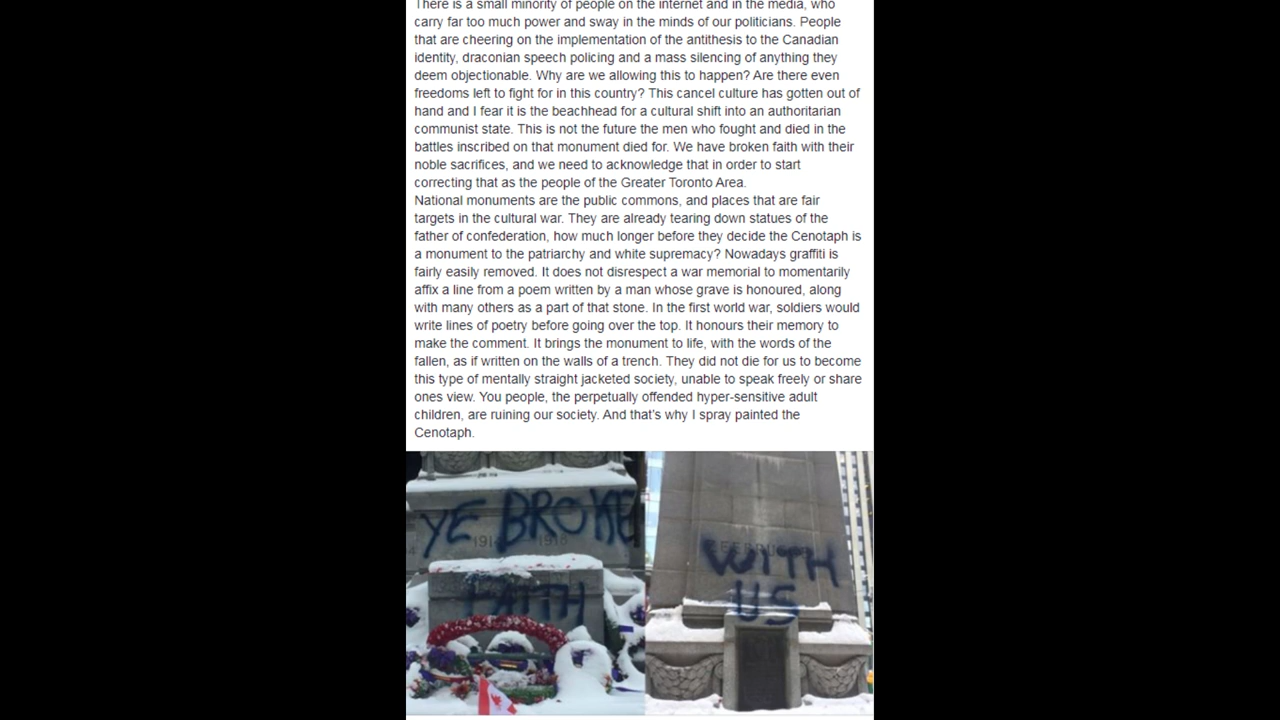 There is a small minority of people on the internet and in the media, who
carry far too much power and sway in the minds of our politicians. People
that are cheering on the implementation of the antithesis to the Canadian
identity, draconian speech policing and a mass silencing of anything they
deem objectionable. Why are we allowing this to happen? Are there even
freedoms left to fight for in this country? This cancel culture has gotten out of
hand and I fear it is the beachhead for a cultural shift into an authoritarian
communist state. This is not the future the men who fought and died in the
battles inscribed on that monument died for. We have broken faith with their
noble sacrifices, and we need to acknowledge that in order to start
correcting that as the people of the Greater Toronto Area.
National monuments are the public commons, and places that are fair
targets in the cultural war. They are already tearing down statues of the
father of confederation, how much longer before they decide the Cenotaph is
a monument to the patriarchy and white supremacy? Nowadays graffiti is
fairly easily removed. It does not disrespect a war memorial to momentarily
affix a line from a poem written by a man whose grave is honoured, along
with many others as a part of that stone. In the first world war, soldiers would
write lines of poetry before going over the top. It honours their memory to
make the comment. It brings the monument to life, with the words of the
fallen, as if written on the walls of a trench. They did not die for us to become
this type of mentally straight jacketed society, unable to speak freely or share
ones view. You people, the perpetually offended hyper-sensitive adult
children, are ruining our society. And that's why I spray painted the
Cenotaph.
YE BROKE
FAITH
WITH
US